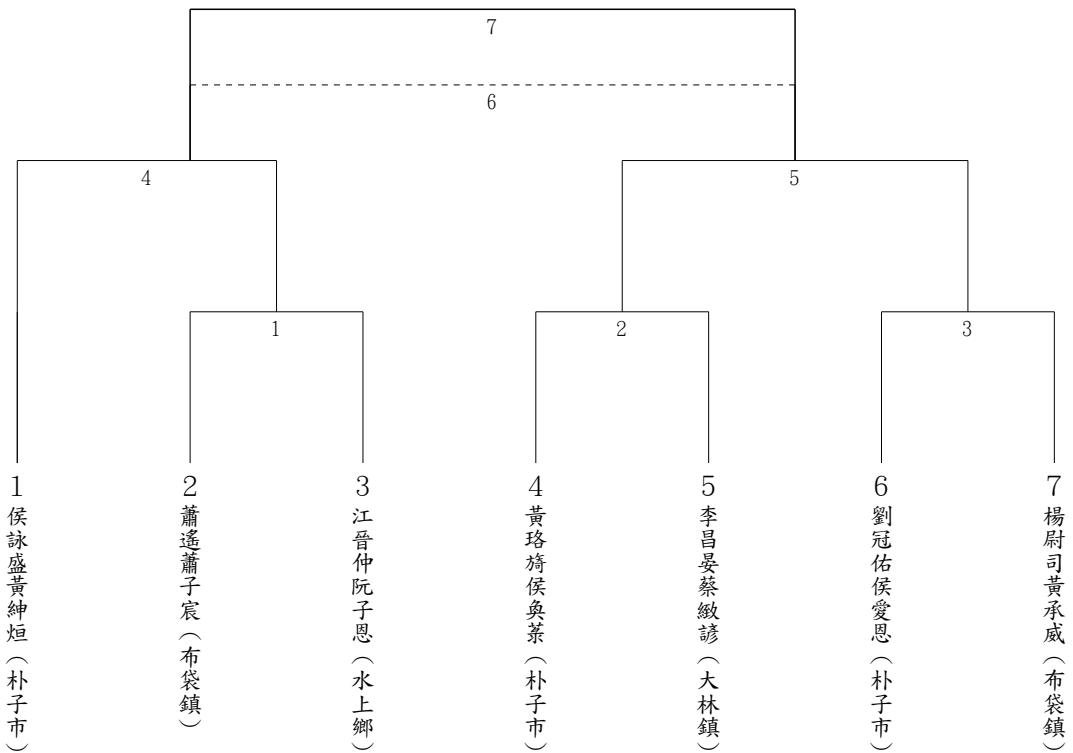 7
6
4
5
1
2
3
1
侯詠盛黃紳烜（朴子市）
2
蕭遙蕭子宸（布袋鎮）
3
江晉仲阮子恩（水上鄉）
4
黃珞旖侯奐棻（朴子市）
5
李昌晏蔡緻諺（大林鎮）
6
劉冠佑侯愛恩（朴子市）
7
楊尉司黃承威（布袋鎮）